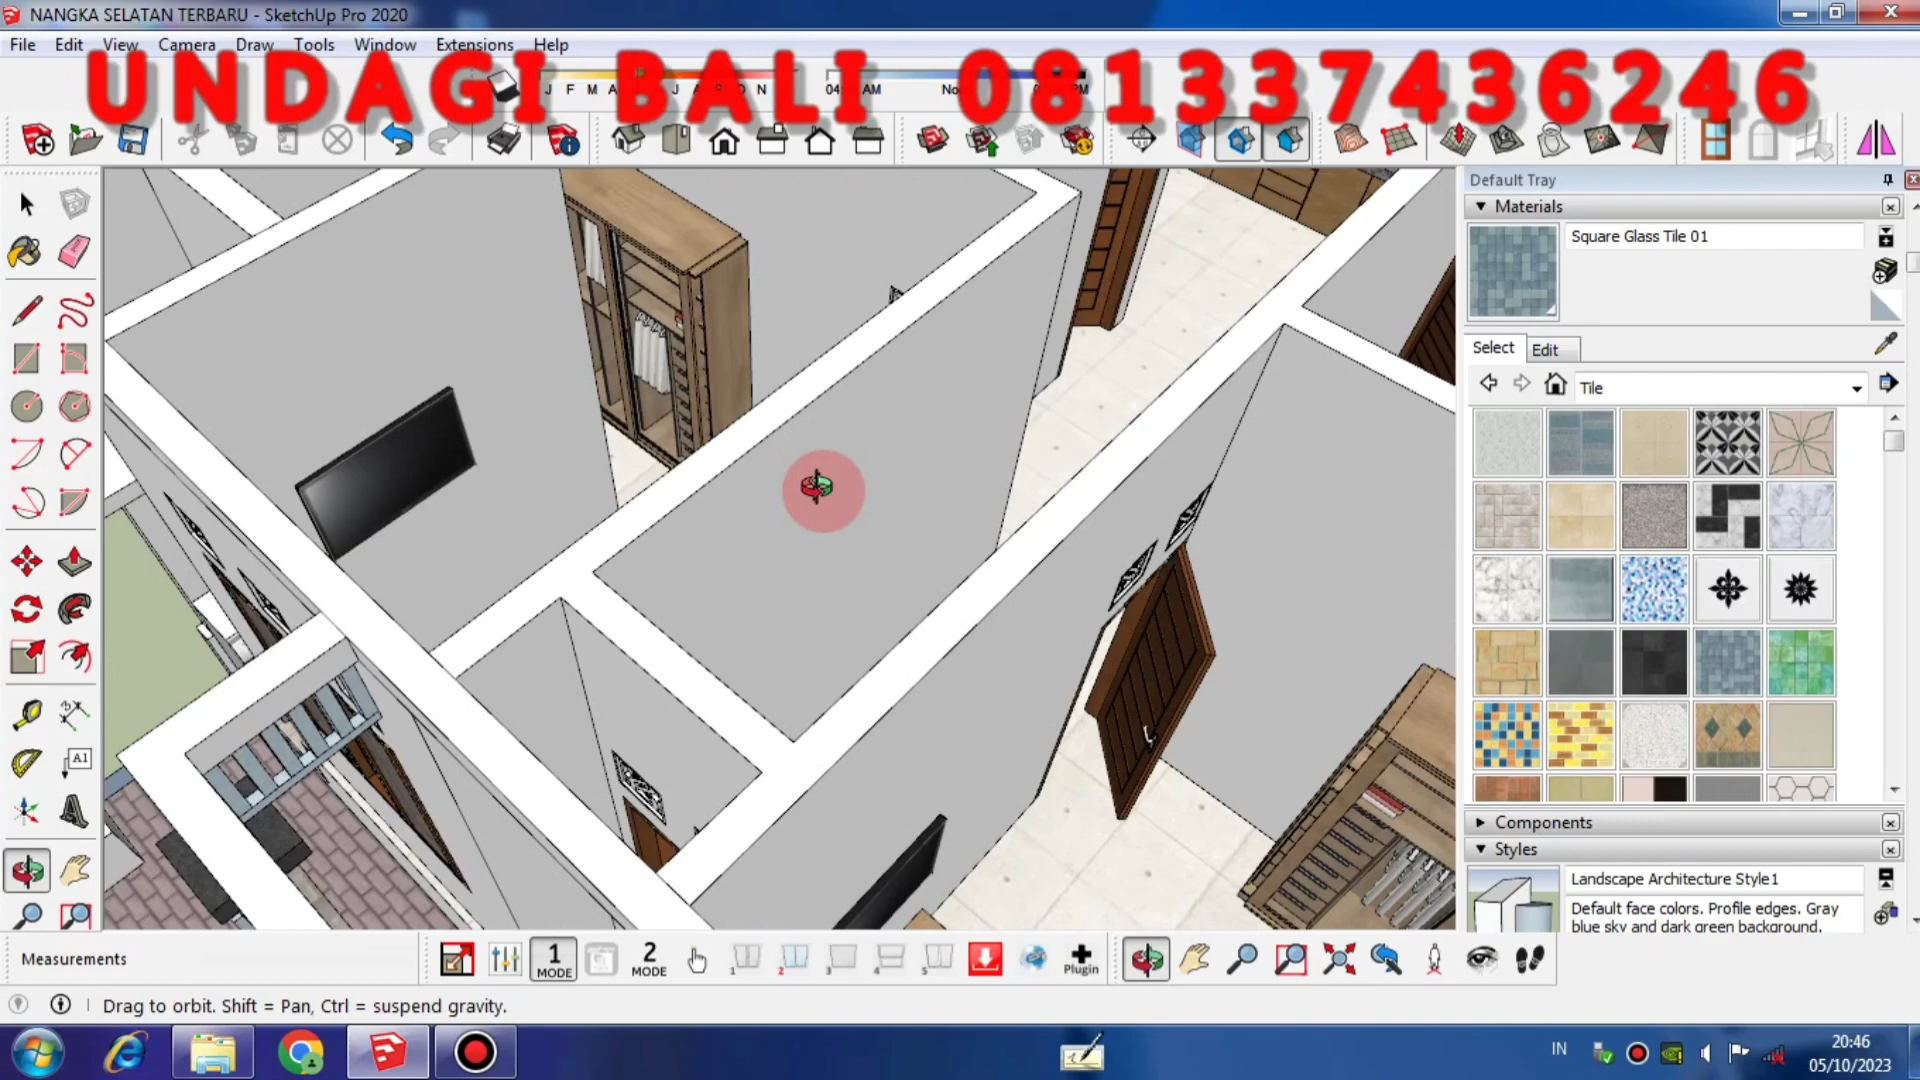 NANGKA SELATAN TERBARU - SketchUp Pro 2020
File Edit View Camera Draw Tools Window Extensions Help
UNDAGI BALI 081337436246
Default Tray
Materials
Square Glass Tile 01
Select Edit
Tile
Components
Styles
Landscape Architecture Style1
Default face colors. Profile edges. Gray
blue sky and dark green background.
Measurements
1 MODE
2 MODE
Plugin
Drag to orbit. Shift = Pan, Ctrl = suspend gravity.
IN
20:46
05/10/2023